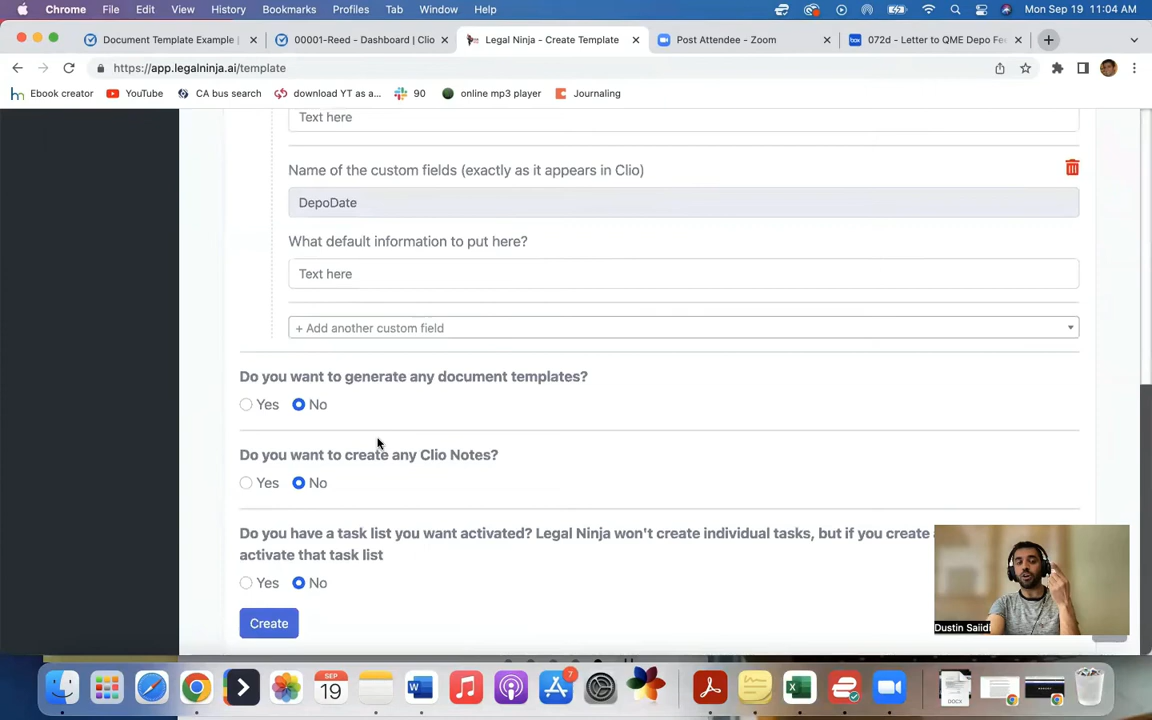 Chrome File Edit View History Bookmarks Profiles Tab Window Help Mon Sep 19 11:04 AM
Document Template Example | 00001-Reed - Dashboard | Clio Legal Ninja - Create Template Post Attendee - Zoom 072d - Letter to QME Depo Fe
https://app.legalninja.ai/template
Ebook creator YouTube CA bus search download YT as a... 90 online mp3 player Journaling
Text here
Name of the custom fields (exactly as it appears in Clio)
DepoDate
What default information to put here?
Text here
+ Add another custom field
Do you want to generate any document templates?
Yes No
Do you want to create any Clio Notes?
Yes No
Do you have a task list you want activated? Legal Ninja won't create individual tasks, but if you create
activate that task list
Yes No
Create
Dustin Saiidi
SEP
19
7
DOCX